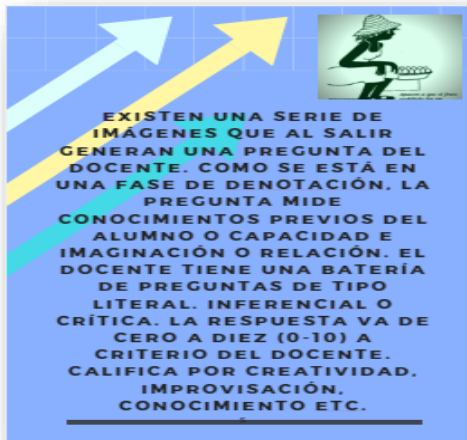 EXISTEN UNA SERIE DE
IMÁGENES QUE AL SALIR
GENERAN UNA PREGUNTA DEL
DOCENTE. COMO SE ESTÁ EN
UNA FASE DE DENOTACIÓN, LA
PREGUNTA MIDE
CONOCIMIENTOS PREVIOS DEL
ALUMNO O CAPACIDAD E
IMAGINACIÓN O RELACIÓN. EL
DOCENTE TIENE UNA BATERÍA
DE PREGUNTAS DE TIPO
LITERAL. INFERENCIAL O
CRÍTICA. LA RESPUESTA VA DE
CERO A DIEZ (0-10) A
CRITERIO DEL DOCENTE.
CALIFICA POR CREATIVIDAD,
IMPROVISACIÓN,
CONOCIMIENTO ETC.